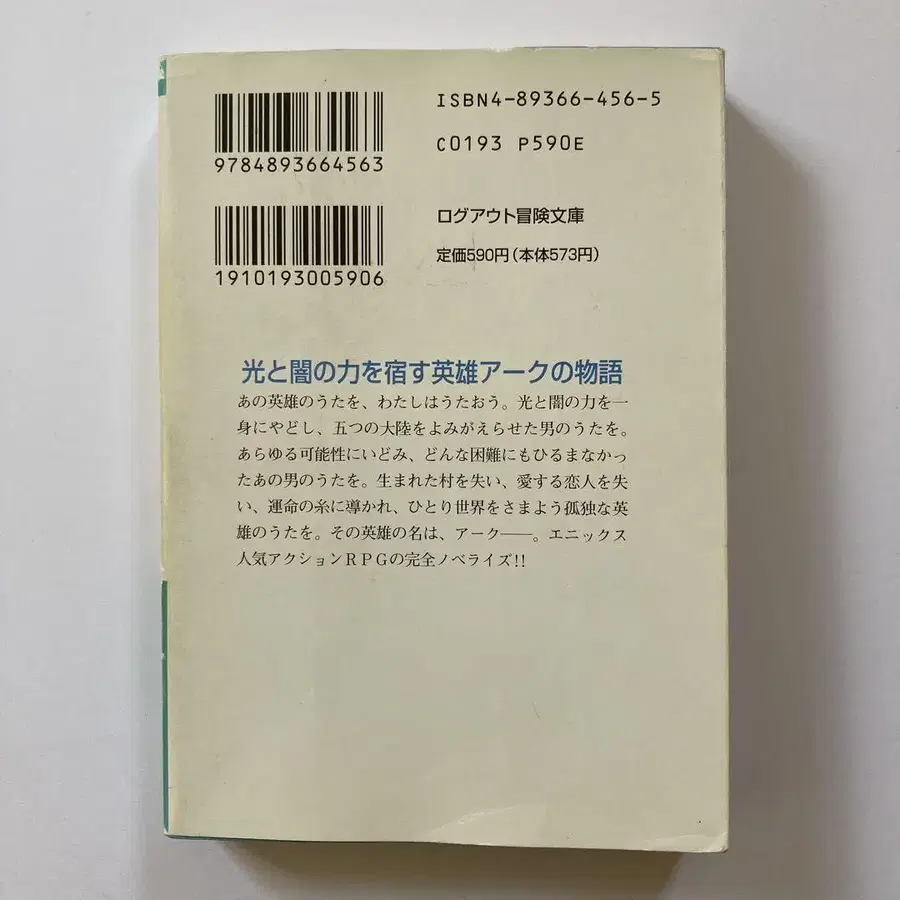 ISBN4-89366-456-5
9784893664563
C0193 P590E
ログアウト冒険文庫
定価590円(本体573円)
1910193005906
光と闇の力を宿す英雄アークの物語
あの英雄のうたを、わたしはうたおう。光と闇の力を一
身にやどし、五つの大陸をよみがえらせた男のうたを。
あらゆる可能性にいどみ、どんな困難にもひるまなかっ
たあの男のうたを。生まれた村を失い、愛する恋人を失
い、運命の糸に導かれ、ひとり世界をさまよう孤独な英
雄のうたを。その英雄の名は、アーク――。エニックス
人気アクションRPGの完全ノベライズ!!